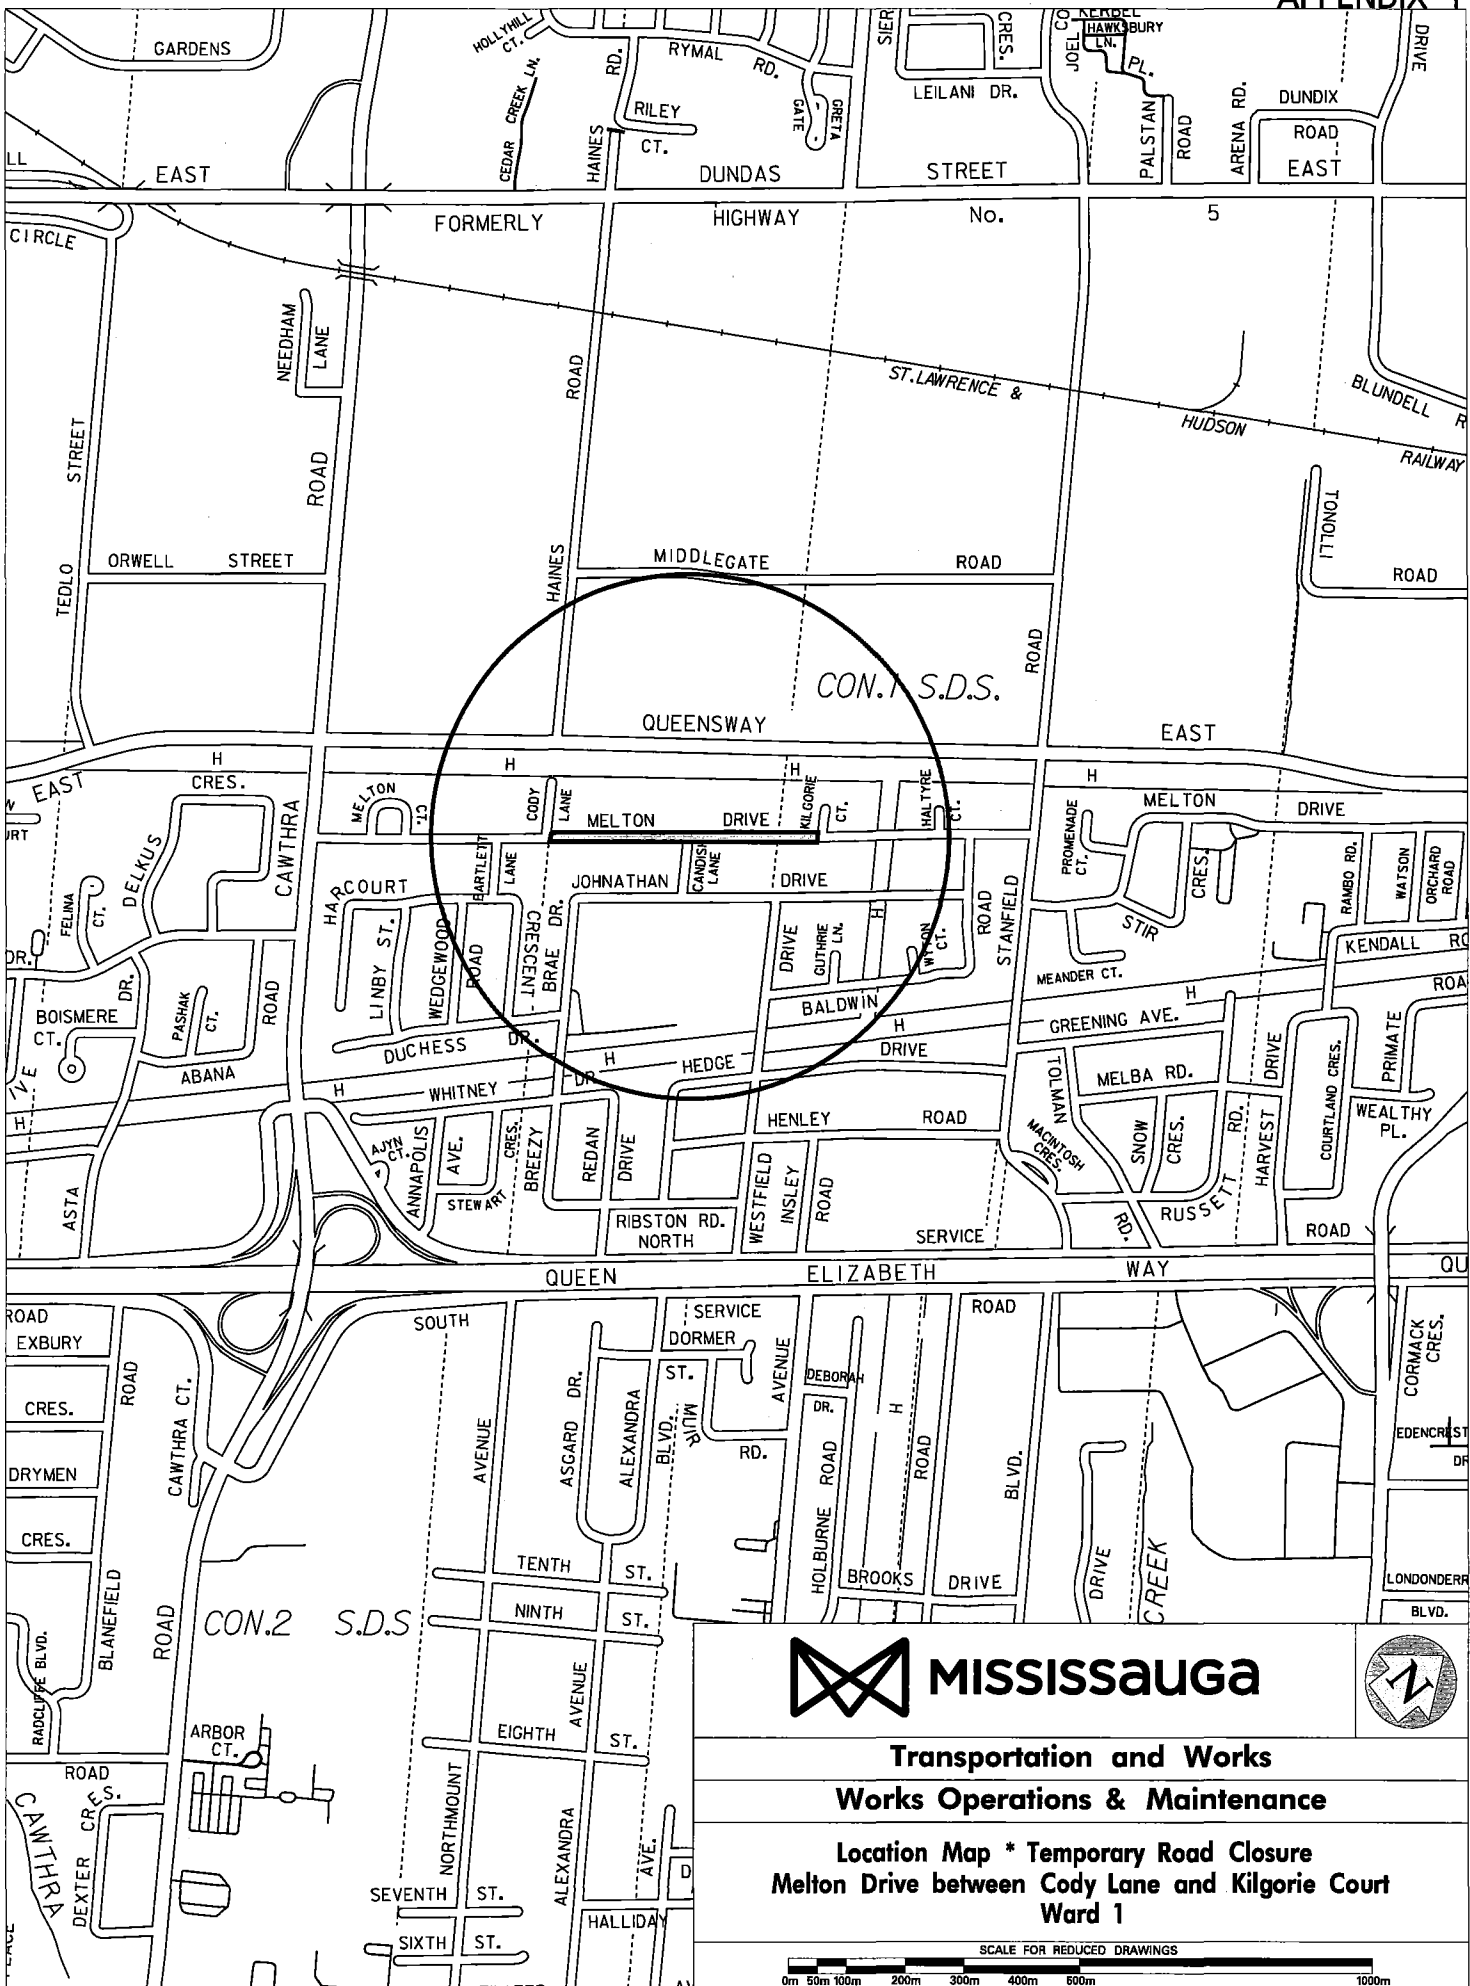 APPENDIX 1
GARDENS
HOLLYHILL CT.
RYMAL RD.
RD.
CRES.
KERBEL
HAWKSBURY
LN.
JOEL
PL.
DRIVE
CEDAR CREEK LN.
RILEY
CT.
GRETA
GATE
LEILANI DR.
PALSTAN
ROAD
ARENA RD.
DUNDIX
ROAD
LL
EAST
HAINES
DUNDAS
STREET
EAST
FORMERLY
HIGHWAY
No.
5
CIRCLE
NEEDHAM
LANE
ROAD
ST.LAWRENCE &
HUDSON
RAILWAY
BLUNDELL
STREET
ROAD
TONOLLI
ROAD
ORWELL STREET
TEDLO
HAINES
MIDDLEGATE ROAD
ROAD
CON.1 S.D.S.
QUEENSWAY
EAST
EAST
H
H
H
H
CRES.
DELKUS
CAWTHRA
MELTON
CT.
CODY
LANE
MELTON DRIVE
KILGORIE
CT.
HALTYRE
CT.
PROMENADE
CT.
MELTON DRIVE
BARTLETT
LANE
JOHNATHAN
CANDISH
LANE
DRIVE
CRES.
RAMBO RD.
WATSON
ORCHARD
ROAD
FELINA
CT.
HARCOURT
CRESCENT
LINBY ST.
WEDGEWOOD
ROAD
BRAE DR.
DRIVE
GUTHRIE
LN.
H
WYTON
CT.
ROAD
STANFIELD
STIR
KENDALL
DR.
DR.
MEANDER CT.
BOISMERE
CT.
PASHAK
CT.
ROAD
BALDWIN
H
H
GREENING AVE.
ROA
ABANA
DUCHESS DR.
H
HEDGE
DRIVE
DR.
WHITNEY
H
H
TOLMAN
MELBA RD.
DRIVE
COURTLAND CRES.
PRIMATE
WEALTHY
PL.
HENLEY ROAD
AJYN
CT.
ANNAPOLIS
AVE.
CRES.
STEWART
BREEZY
REDAN
DRIVE
MACINTOSH
CRES.
SNOW
CRES.
RD.
HARVEST
RUSSETT
ASTA
WESTFIELD
INSLEY
ROAD
RIBSTON RD.
NORTH
SERVICE
RD.
ROAD
QUEEN ELIZABETH WAY
QU
ROAD
EXBURY
SOUTH
SERVICE
ROAD
DORMER
ST.
AVENUE
DEBORAH
DR.
CORMACK
CRES.
CRES.
ROAD
CAWTHRA CT.
AVENUE
ASGARD DR.
ALEXANDRA
BLVD.
MUIR
RD.
H
ROAD
BLVD.
EDENCREST
DR
DRYMEN
CRES.
HOLBURNE ROAD
TENTH ST.
BROOKS DRIVE
DRIVE
CREEK
LONDONDERR
BLVD.
NINTH ST.
BLANEFIELD
ROAD
CON.2 S.D.S
RADCLIFFE BLVD.
AVENUE
EIGHTH ST.
ARBOR
CT.
ROAD
CRES.
DEXTER
CAWTHRA
NORTHMOUNT
ALEXANDRA
AVE.
SEVENTH ST.
HALLIDAY
SIXTH ST.
MISSISSAUGA
N
Transportation and Works
Works Operations & Maintenance
Location Map * Temporary Road Closure
Melton Drive between Cody Lane and Kilgorie Court
Ward 1
SCALE FOR REDUCED DRAWINGS
0m 50m 100m 200m 300m 400m 500m 1000m